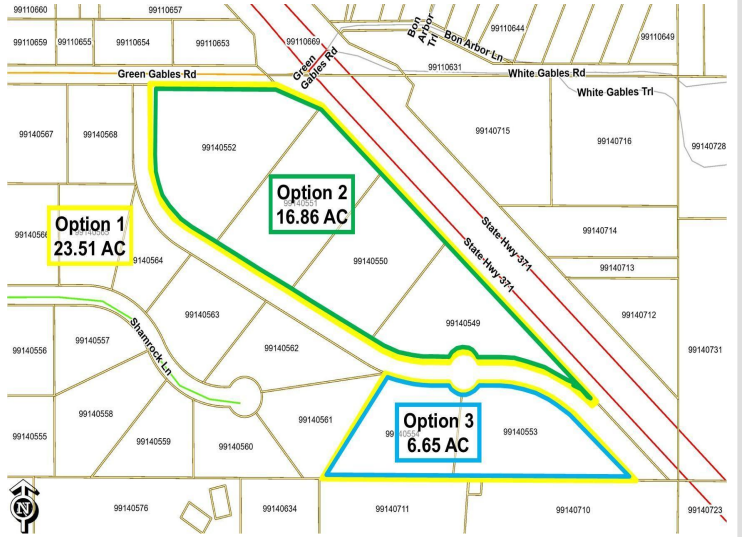 99110660
99110657
99110659
99110655
99110654
99110653
99110669
Bon
Arbor
Trl
99110644
Bon Arbor Ln
99110649
Green Gables Rd
Green
Gables Rd
99110631
White Gables Rd
White Gables Trl
99140567
99140568
99140552
99140715
99140716
99140728
Option 2
99140551
16.86 AC
Option 1
23.51 AC
99140564
State Hwy 371
State Hwy 371
99140714
99140550
99140713
99140563
99140549
99140712
Shamrock Ln
99140556
99140557
99140562
99140731
99140558
99140561
Option 3
6.65 AC
99140553
99140555
99140559
99140560
N
99140576
99140634
99140711
99140710
99140723